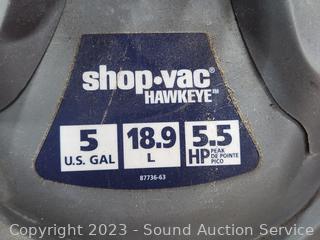 shop·vac®
HAWKEYE™
5
U.S. GAL
18.9
L
5.5
HP PEAK
DE POINTE
PICO
87736-63
Copyright 2023 - Sound Auction Service